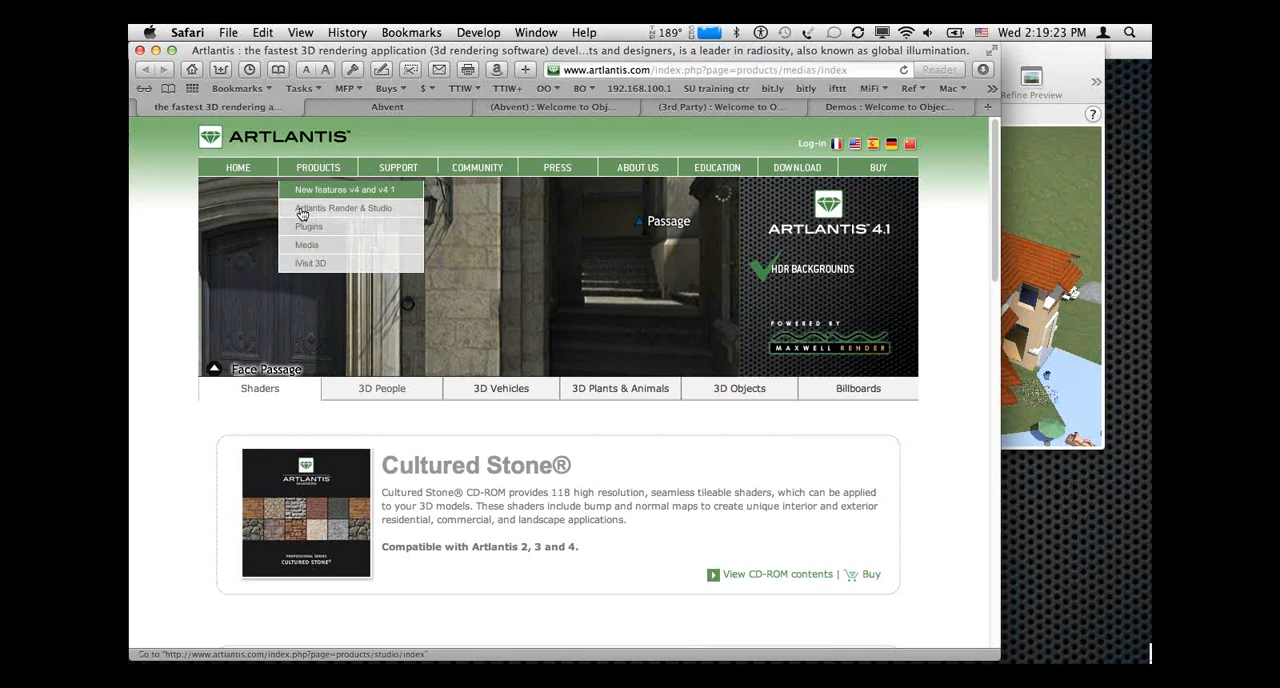 Safari File Edit View History Bookmarks Develop Window Help 189° Wed 2:19:23 PM
Artlantis : the fastest 3D rendering application (3d rendering software) devel...ts and designers, is a leader in radiosity, also known as global illumination.
A A a + www.artlantis.com/index.php?page=products/medias/index Reader
Bookmarks Tasks MFP Buys $ TTIW TTIW+ OO BO 192.168.100.1 SU training ctr bit.ly bitly ifttt MiFi Ref Mac >>
the fastest 3D rendering a... Abvent (Abvent) : Welcome to Obj... (3rd Party) : Welcome to O... Demos : Welcome to Objec... +
Refine Preview
?
ARTLANTIS™
Log-in
HOME PRODUCTS SUPPORT COMMUNITY PRESS ABOUT US EDUCATION DOWNLOAD BUY
New features v4 and v4 1
Artlantis Render & Studio
Plugins
Media
iVisit 3D
Passage
ARTLANTIS™4.1
HDR BACKGROUNDS
POWERED BY
MAXWELL RENDER
Face Passage
Shaders 3D People 3D Vehicles 3D Plants & Animals 3D Objects Billboards
ARTLANTIS
SHADERS
PROFESSIONAL SERIES
CULTURED STONE®
Cultured Stone®
Cultured Stone® CD-ROM provides 118 high resolution, seamless tileable shaders, which can be applied
to your 3D models. These shaders include bump and normal maps to create unique interior and exterior
residential, commercial, and landscape applications.
Compatible with Artlantis 2, 3 and 4.
View CD-ROM contents | Buy
Go to "http://www.artlantis.com/index.php?page=products/studio/index"